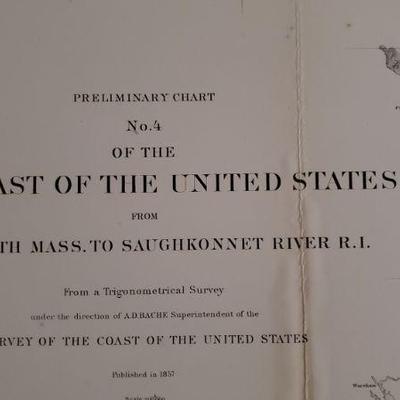 PRELIMINARY CHART
No. 4
OF THE
AST OF THE UNITED STATES
FROM
TH MASS. TO SAUGHKONNET RIVER R.I.
From a Trigonometrical Survey
under the direction of A.D. BACHE Superintendent of the
RVEY OF THE COAST OF THE UNITED STATES
Published in 1857
Wareham